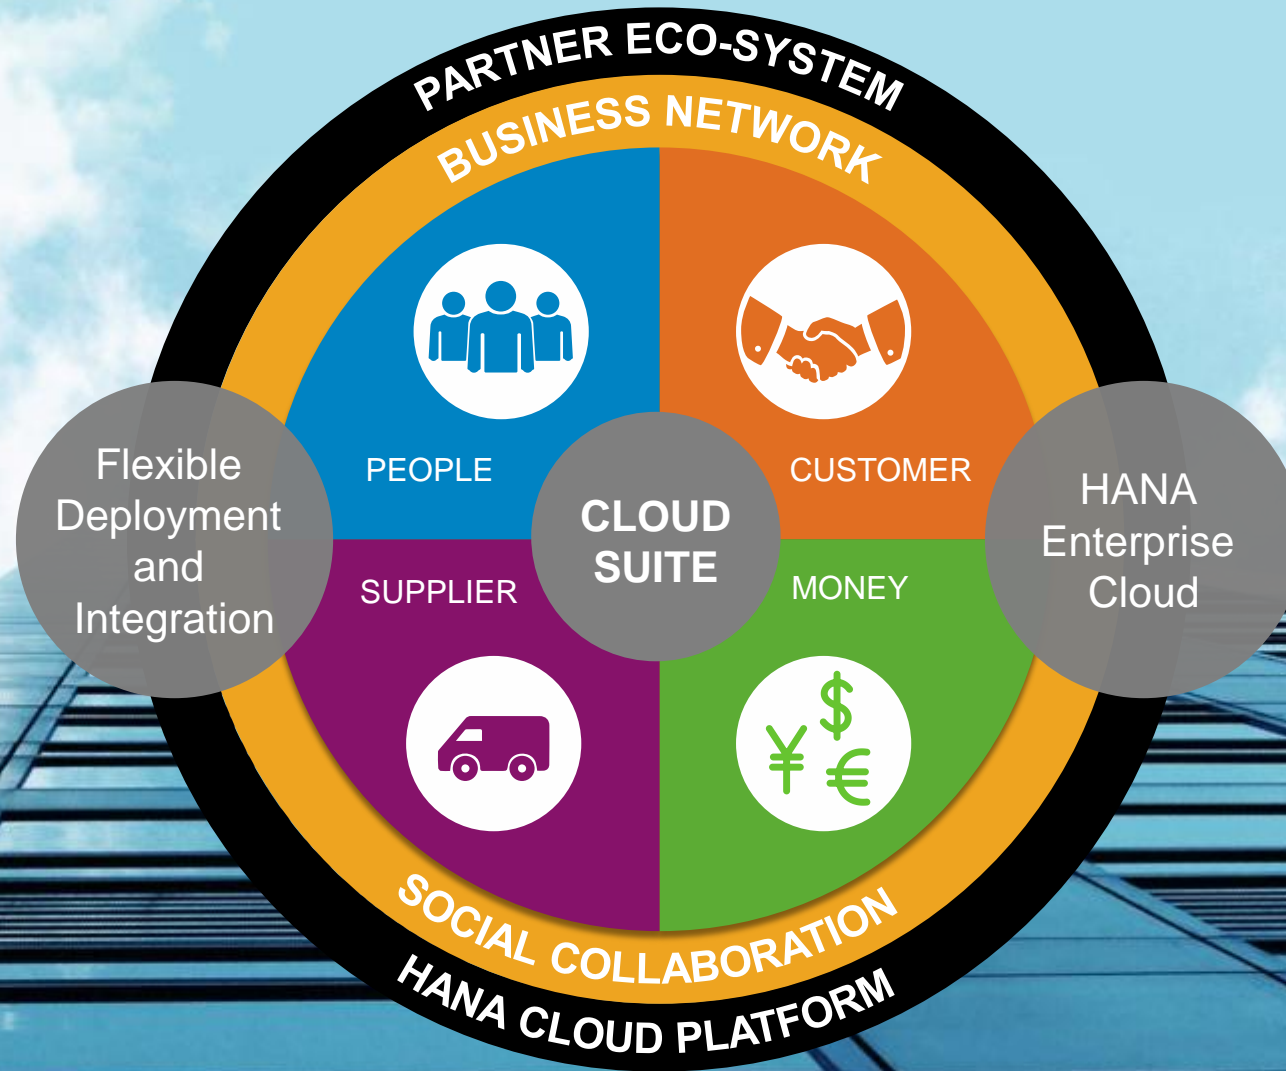 PARTNER ECO-SYSTEM
BUSINESS NETWORK
PEOPLE
CUSTOMER
Flexible
Deployment
and
Integration
CLOUD
SUITE
HANA
Enterprise
Cloud
SUPPLIER
MONEY
$
¥
€
SOCIAL COLLABORATION
HANA CLOUD PLATFORM